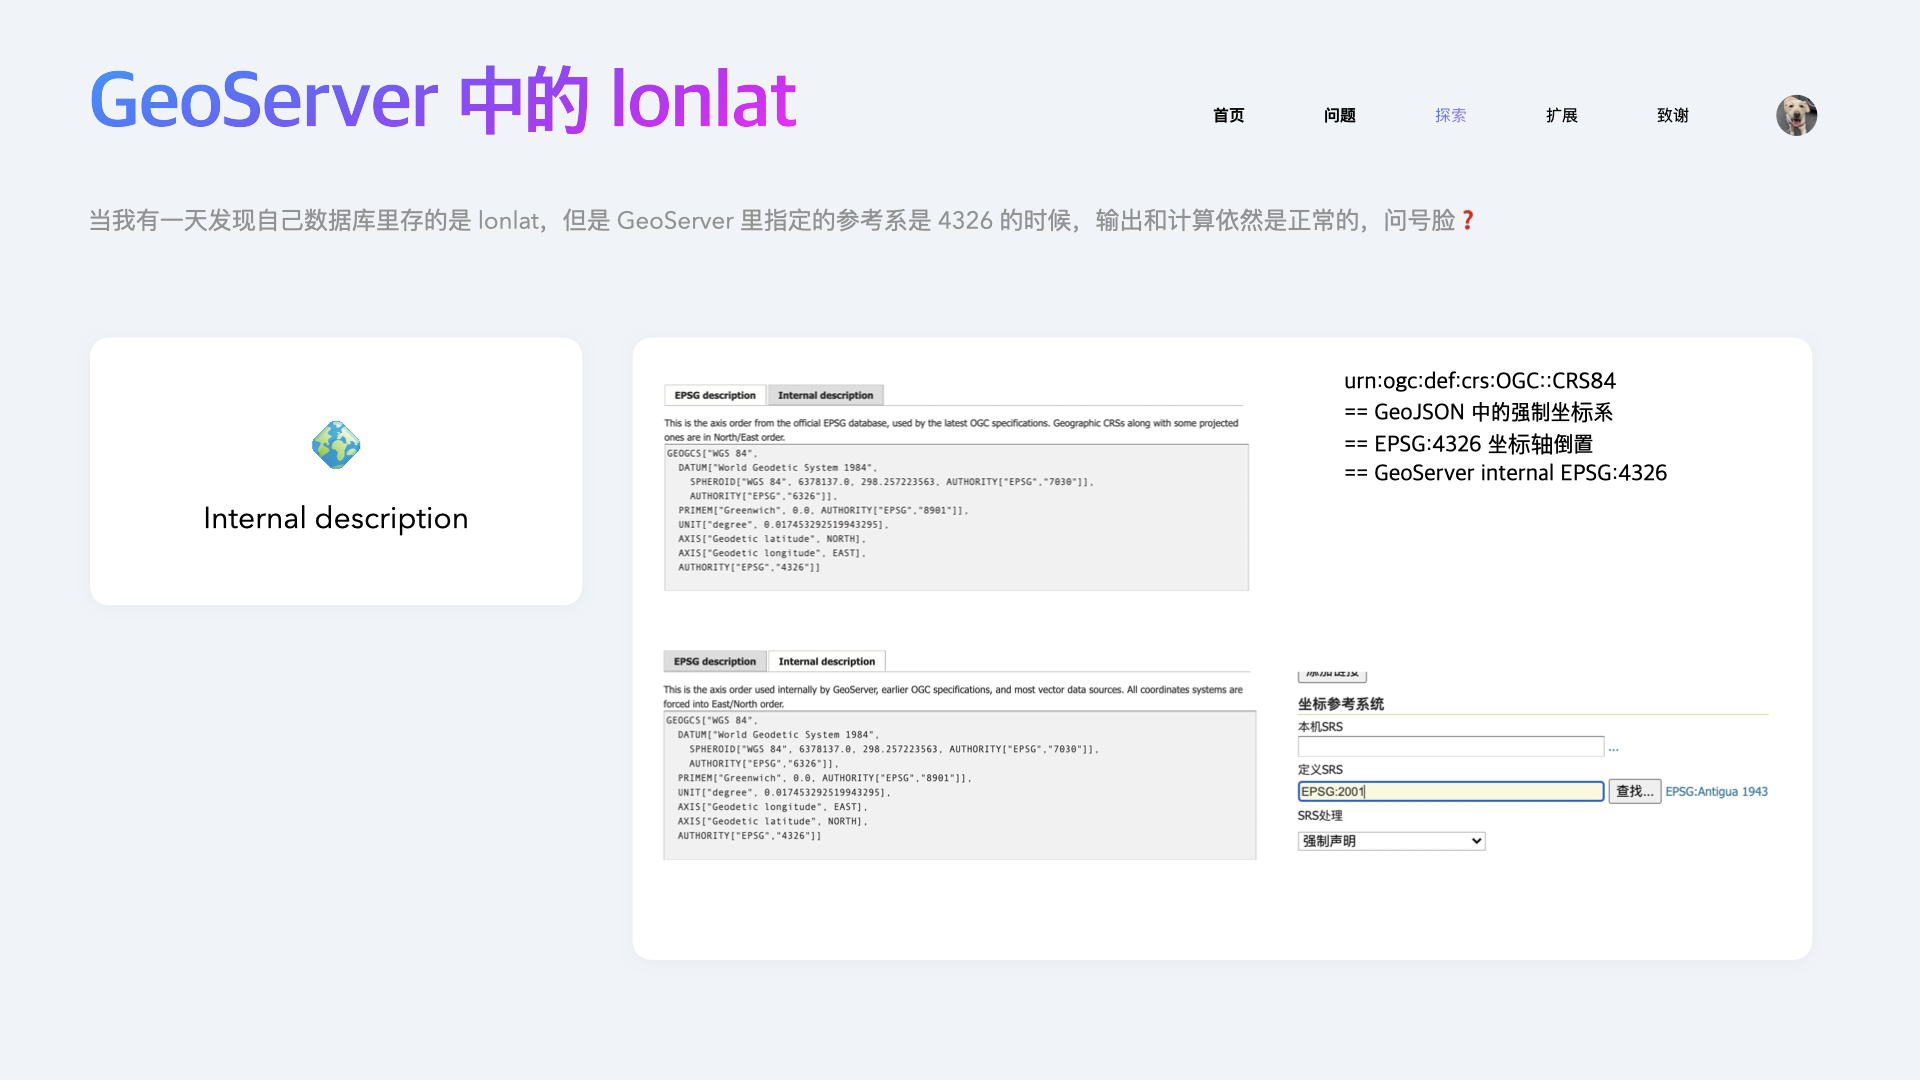 GeoServer 中的 lonlat
首页
问题
探索
扩展
致谢
当我有一天发现自己数据库里存的是 lonlat，但是 GeoServer 里指定的参考系是 4326 的时候，输出和计算依然是正常的，问号脸❓
Internal description
EPSG description
Internal description
This is the axis order from the official EPSG database, used by the latest OGC specifications. Geographic CRSs along with some projected
ones are in North/East order.
GEOGCS["WGS 84",
DATUM["World Geodetic System 1984",
SPHEROID["WGS 84", 6378137.0, 298.257223563, AUTHORITY["EPSG","7030"]],
AUTHORITY["EPSG","6326"]],
PRIMEM["Greenwich", 0.0, AUTHORITY["EPSG","8901"]],
UNIT["degree", 0.017453292519943295],
AXIS["Geodetic latitude", NORTH],
AXIS["Geodetic longitude", EAST],
AUTHORITY["EPSG","4326"]]
urn:ogc:def:crs:OGC::CRS84
== GeoJSON 中的强制坐标系
== EPSG:4326 坐标轴倒置
== GeoServer internal EPSG:4326
EPSG description
Internal description
This is the axis order used internally by GeoServer, earlier OGC specifications, and most vector data sources. All coordinates systems are
forced into East/North order.
GEOGCS["WGS 84",
DATUM["World Geodetic System 1984",
SPHEROID["WGS 84", 6378137.0, 298.257223563, AUTHORITY["EPSG","7030"]],
AUTHORITY["EPSG","6326"]],
PRIMEM["Greenwich", 0.0, AUTHORITY["EPSG","8901"]],
UNIT["degree", 0.017453292519943295],
AXIS["Geodetic longitude", EAST],
AXIS["Geodetic latitude", NORTH],
AUTHORITY["EPSG","4326"]]
添加链接
坐标参考系统
本机SRS
...
定义SRS
EPSG:2001
查找...
EPSG:Antigua 1943
SRS处理
强制声明